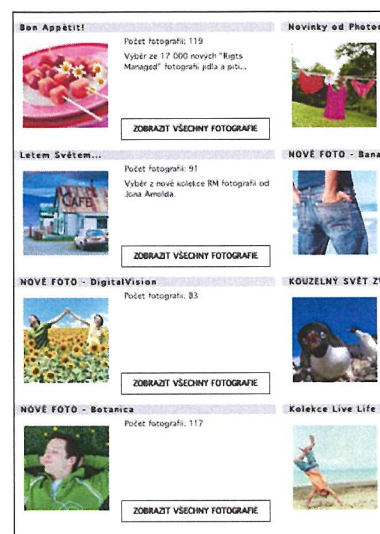 Bon Appétit!
Počet fotografií: 119
Výběr ze 17 000 nových "Rigts
Managed" fotografií jídla a pití...
ZOBRAZIT VŠECHNY FOTOGRAFIE
Letem Světem...
Počet fotografií: 91
Výběr z nové kolekce RM fotografií od
Jona Arnolda.
ZOBRAZIT VŠECHNY FOTOGRAFIE
NOVÉ FOTO - DigitalVision
Počet fotografií: 83
ZOBRAZIT VŠECHNY FOTOGRAFIE
NOVÉ FOTO - Botanica
Počet fotografií: 117
ZOBRAZIT VŠECHNY FOTOGRAFIE
Novinky od Photon
NOVÉ FOTO - Bana
KOUZELNÝ SVĚT ZV
Kolekce Live Life
CAFE